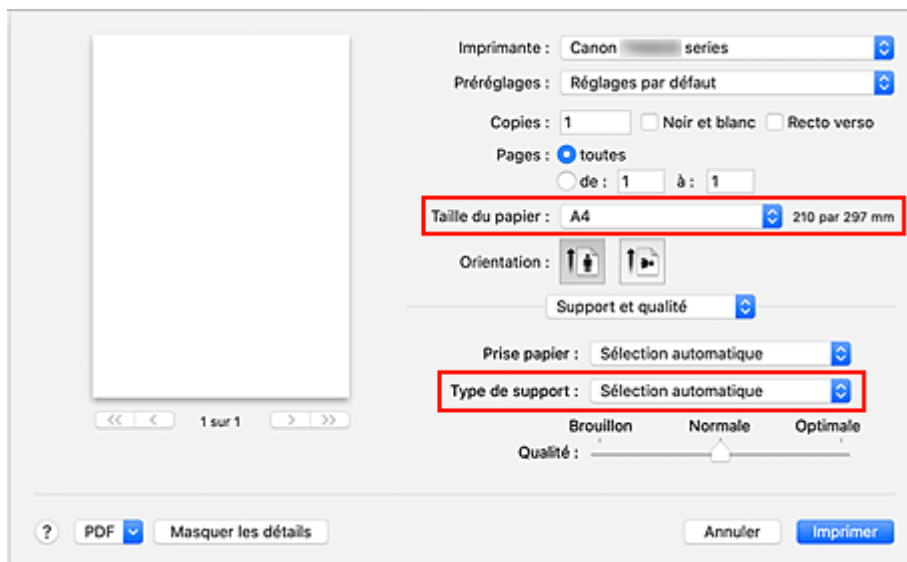 Imprimante : Canon series
Préréglages : Réglages par défaut
Copies : 1 Noir et blanc Recto verso
Pages : toutes
de : 1 à : 1
Taille du papier : A4 210 par 297 mm
Orientation :
Support et qualité
Prise papier : Sélection automatique
Type de support : Sélection automatique
<< < 1 sur 1 > >>
Brouillon Normale Optimale
Qualité :
? PDF Masquer les détails Annuler Imprimer